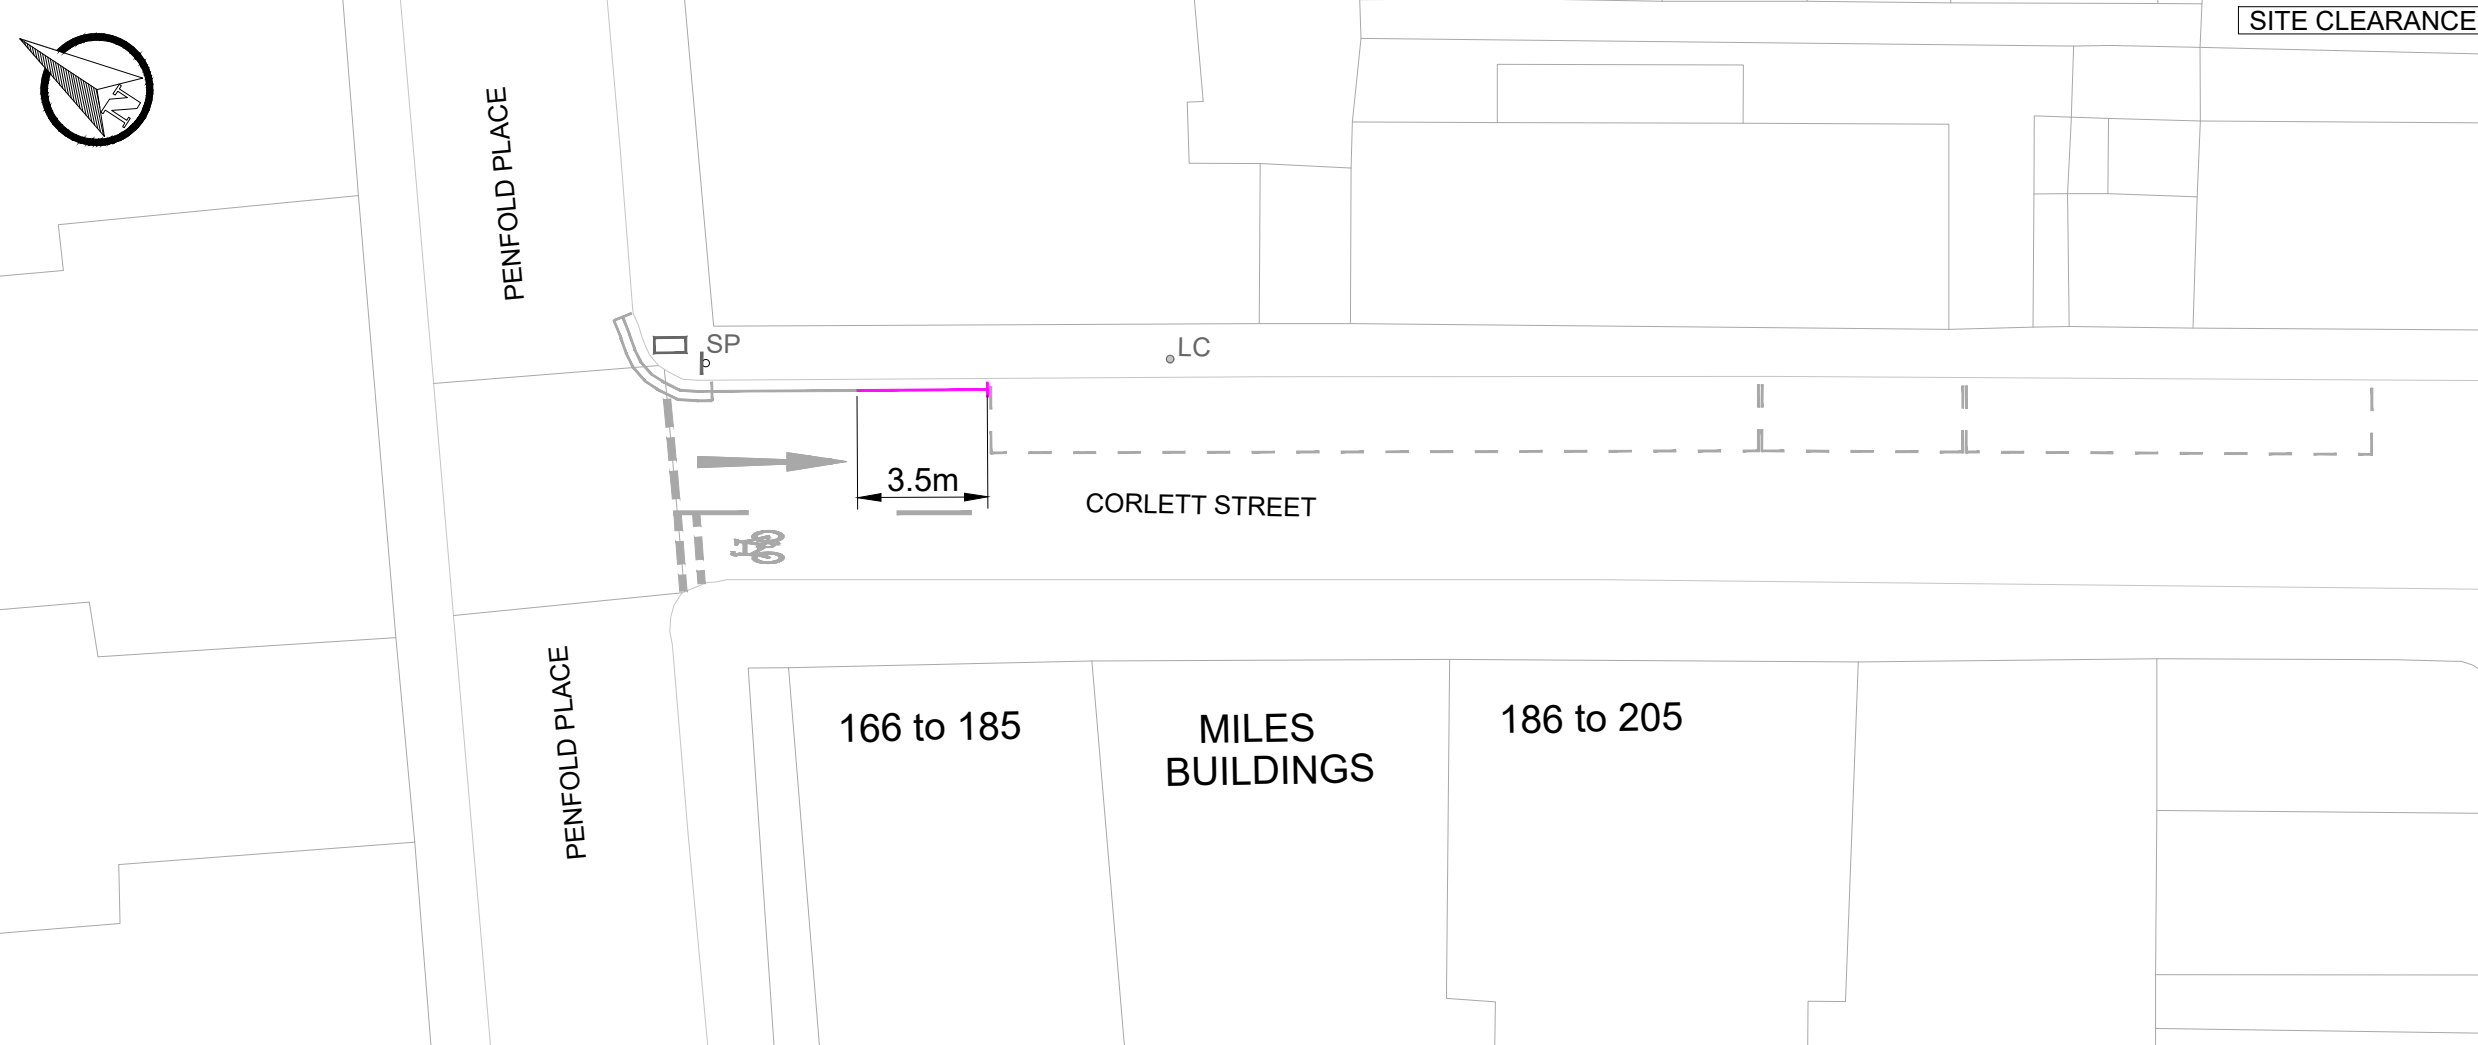 SITE CLEARANCE
N
PENFOLD PLACE
SP
LC
3.5m
CORLETT STREET
PENFOLD PLACE
166 to 185
MILES
BUILDINGS
186 to 205